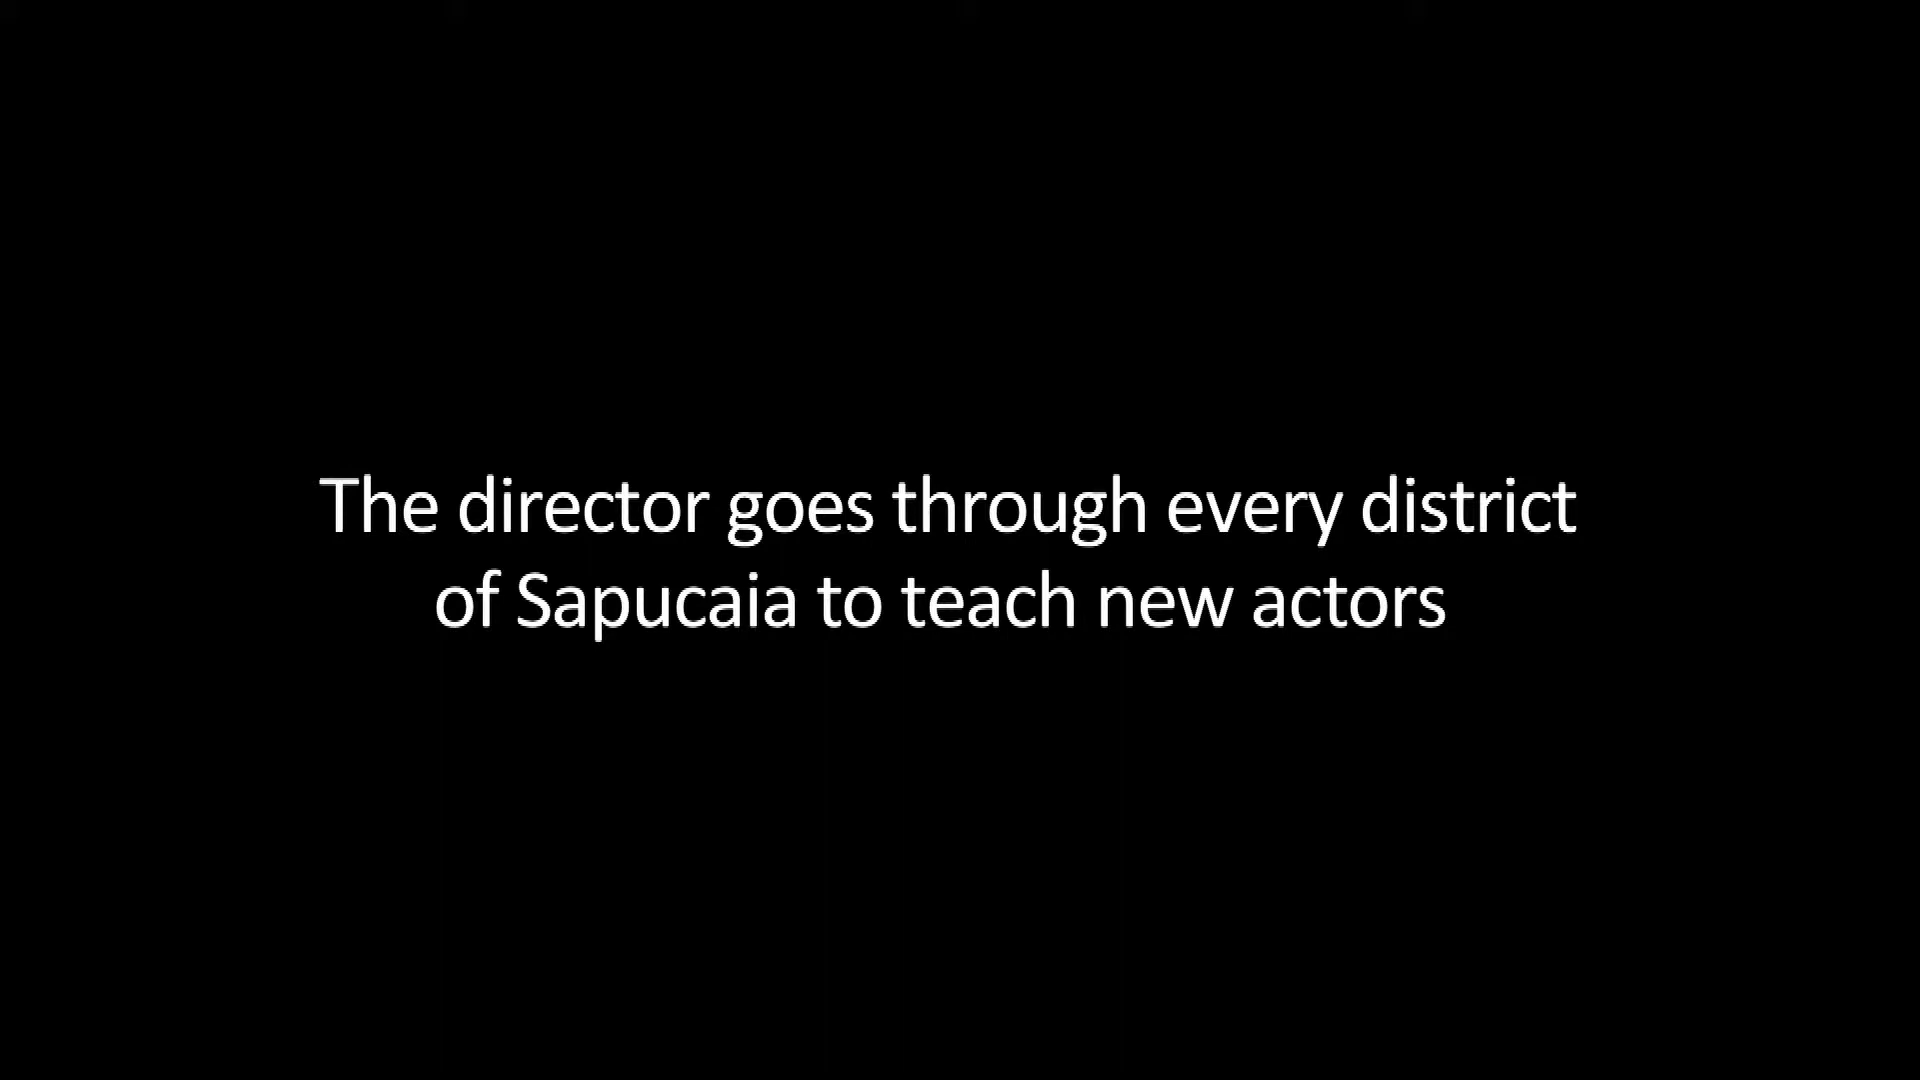 The director goes through every district
of Sapucaia to teach new actors